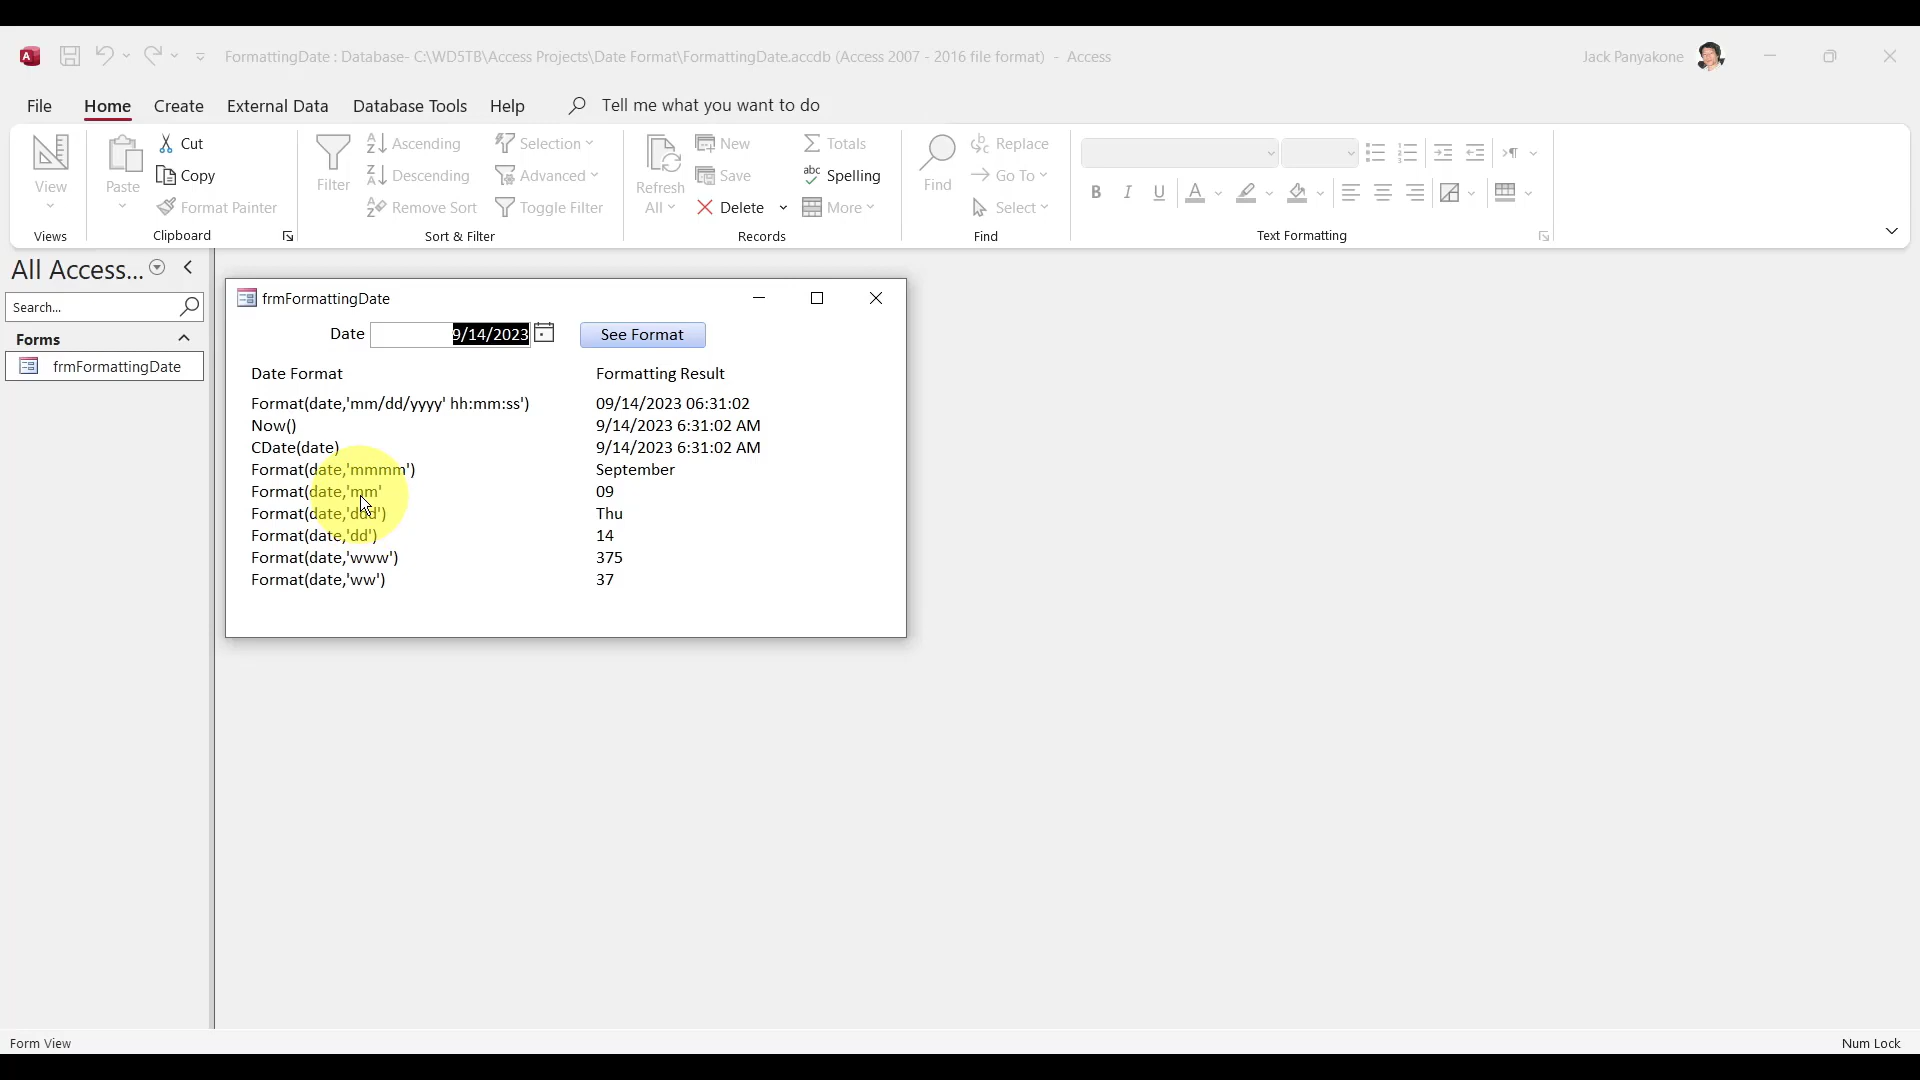 FormattingDate : Database- C:\WD5TB\Access Projects\Date Format\FormattingDate.accdb (Access 2007 - 2016 file format) - Access
Jack Panyakone
File Home Create External Data Database Tools Help Tell me what you want to do
View
Views
Paste
Cut
Copy
Format Painter
Clipboard
Filter
Ascending
Descending
Remove Sort
Selection
Advanced
Toggle Filter
Sort & Filter
Refresh
All
New
Save
Delete
Totals
Spelling
More
Records
Find
Replace
Go To
Select
Find
B I U
Text Formatting
All Access...
Search...
Forms
frmFormattingDate
frmFormattingDate
Date 9/14/2023 See Format
Date Format Formatting Result
Format(date,'mm/dd/yyyy' hh:mm:ss') 09/14/2023 06:31:02
Now() 9/14/2023 6:31:02 AM
CDate(date) 9/14/2023 6:31:02 AM
Format(date,'mmmm') September
Format(date,'mm' 09
Format(date,'ddd') Thu
Format(date,'dd') 14
Format(date,'www') 375
Format(date,'ww') 37
Form View
Num Lock